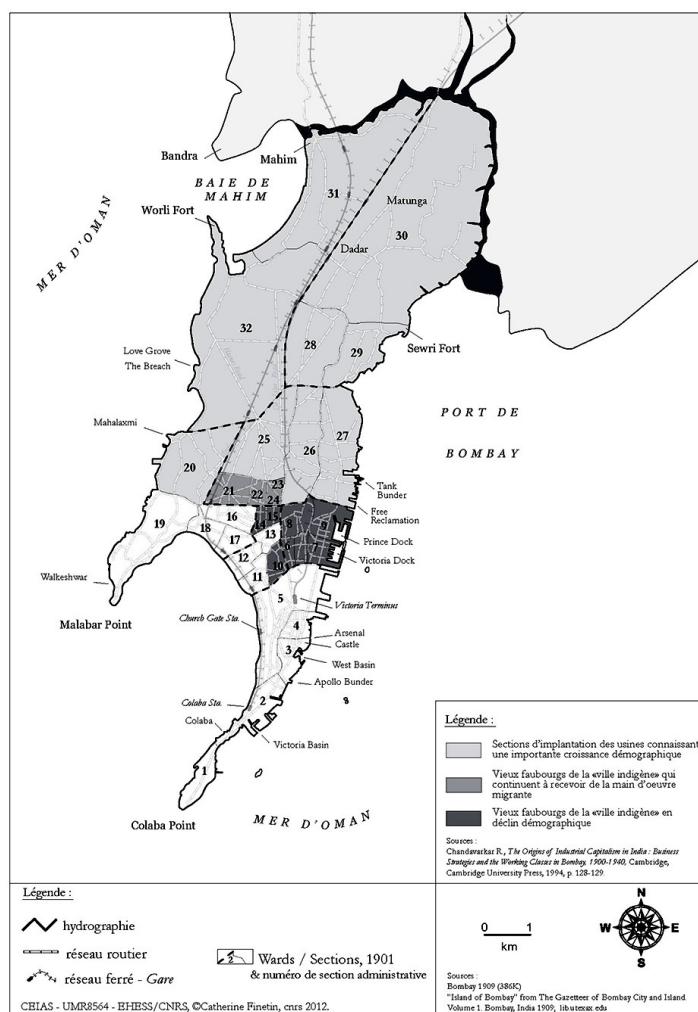 Bandra
Mahim
BAIE DE
MAHIM
Worli Fort
MER D'OMAN
31
Matunga
30
Dadar
32
28
29
Sewri Fort
Love Grove
The Breach
PORT DE
BOMBAY
Mahalaxmi
25
26
27
20
21
22
23
24
Tank
Bunder
Free
Reclamation
19
18
16
14
15
13
8
9
17
12
7
10
11
Prince Dock
Victoria Dock
Walkeshwar
Malabar Point
5
Victoria Terminus
Church Gate Sta.
4
Arsenal
Castle
3
West Basin
Apollo Bunder
Colaba Sta.
2
Colaba
Victoria Basin
1
Colaba Point
MER D'OMAN
Légende :
Sections d'implantation des usines connaissant
une importante croissance démographique
Vieux faubourgs de la «ville indigène» qui
continuent à recevoir de la main d'oeuvre
migrante
Vieux faubourgs de la «ville indigène» en
déclin démographique
Sources :
Chandavarkar R., The Origins of Industrial Capitalism in India : Business
Strategies and the Working Classes in Bombay, 1900-1940, Cambridge,
Cambridge University Press, 1994, p. 128-129.
Légende :
hydrographie
réseau routier
réseau ferré - Gare
Wards / Sections, 1901
& numéro de section administrative
0 1
km
N
W E
S
Sources :
Bombay 1909 (386K)
"Island of Bombay" from The Gazetteer of Bombay City and Island
Volume 1. Bombay, India 1909; lib.utexas.edu
CEIAS - UMR8564 - EHESS/CNRS, ©Catherine Finetin, cnrs 2012.